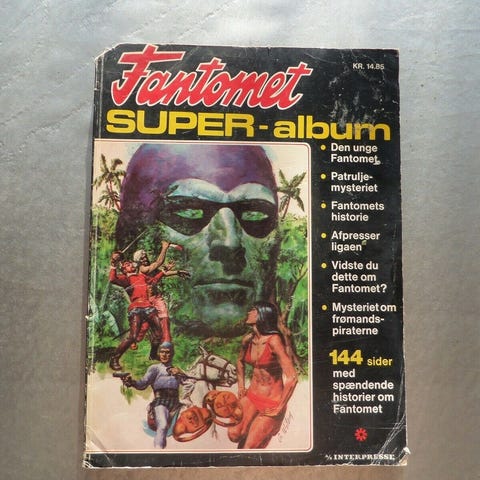 Fantomet
KR. 14.85
SUPER-album
• Den unge
Fantomet
• Patrulje-
mysteriet
• Fantomets
historie
• Afpresser
ligaen
• Vidste du
dette om
Fantomet?
• Mysteriet om
frømands-
piraterne
144 sider
med
spændende
historier om
Fantomet
A/S INTERPRESSE